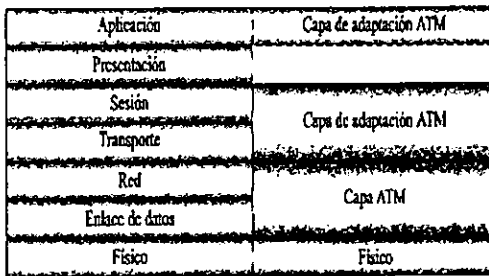 Aplicación
Capa de adaptación ATM
Presentación
Sesión
Capa de adaptación ATM
Transporte
Red
Capa ATM
Enlace de datos
Físico
Físico